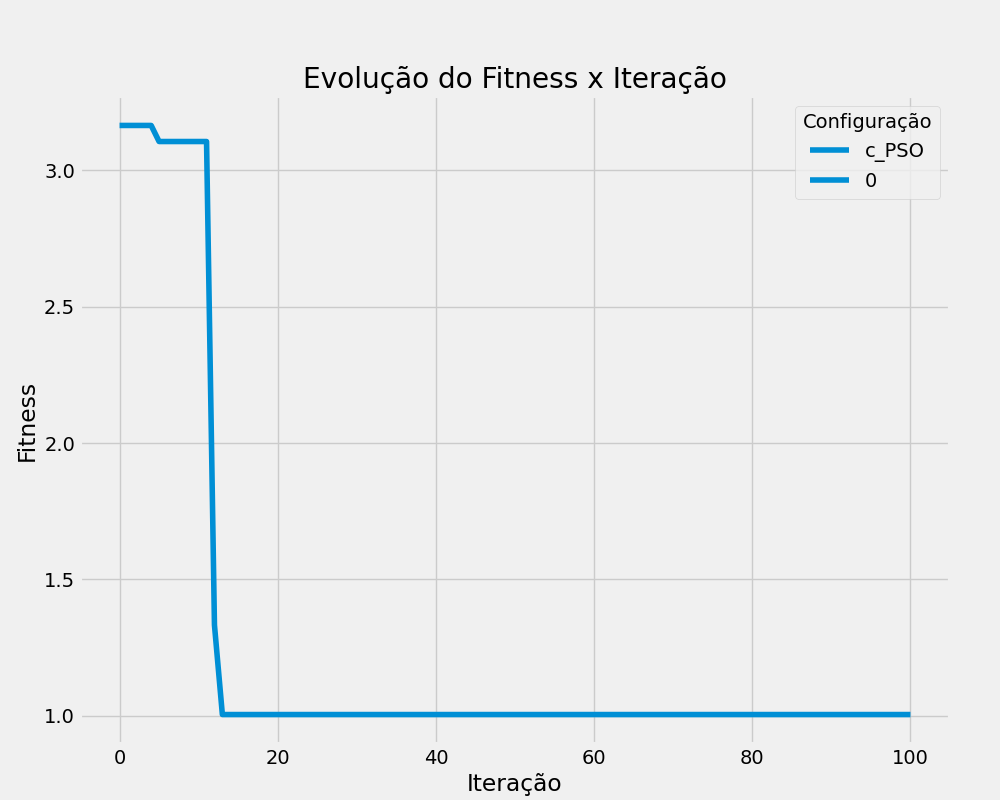 Evolução do Fitness x Iteração
Configuração
c_PSO
0
Fitness
3.0
2.5
2.0
1.5
1.0
0 20 40 60 80 100
Iteração